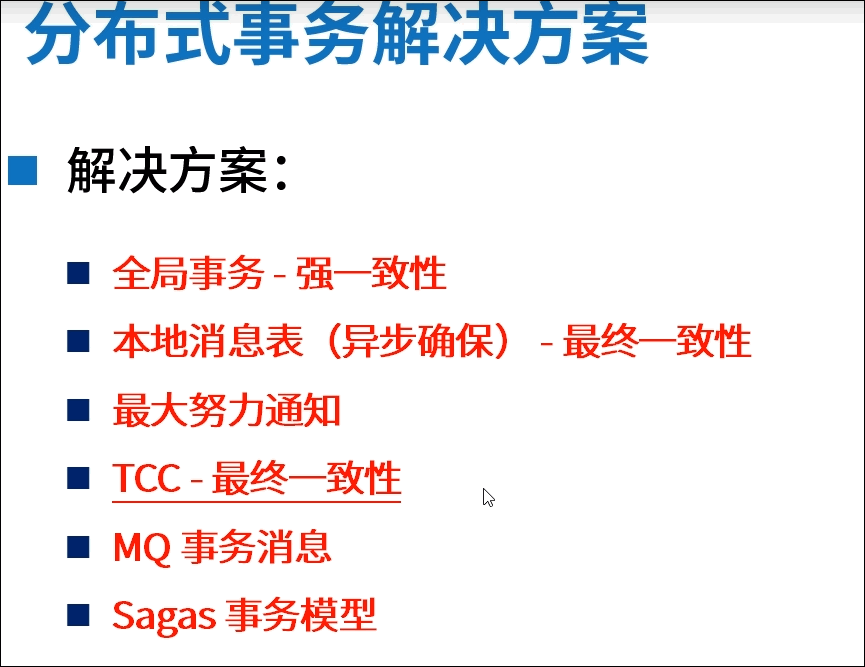 分布式事务解决方案
解决方案：
全局事务 - 强一致性
本地消息表（异步确保） - 最终一致性
最大努力通知
TCC - 最终一致性
MQ 事务消息
Sagas 事务模型